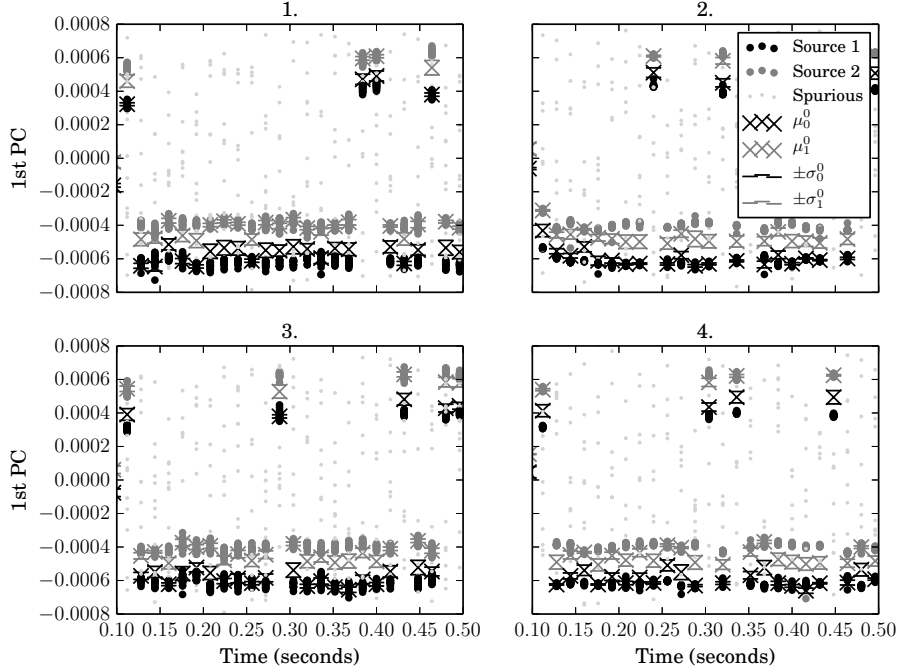 1.
2.
0.0008
0.0006
0.0004
0.0002
0.0000
−0.0002
−0.0004
−0.0006
−0.0008
1st PC
Source 1
Source 2
Spurious
μ₀⁰
μ₁⁰
±σ₀⁰
±σ₁⁰
3.
4.
0.0008
0.0006
0.0004
0.0002
0.0000
−0.0002
−0.0004
−0.0006
−0.0008
1st PC
0.10 0.15 0.20 0.25 0.30 0.35 0.40 0.45 0.50
0.10 0.15 0.20 0.25 0.30 0.35 0.40 0.45 0.50
Time (seconds)
Time (seconds)